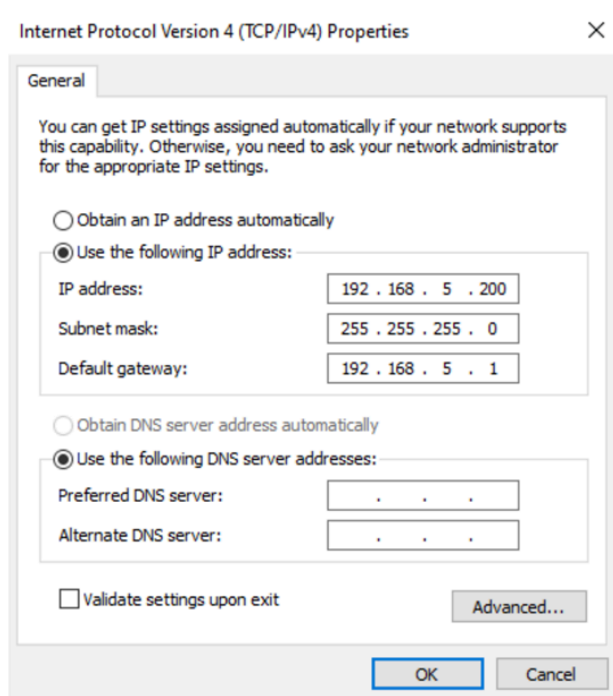 Internet Protocol Version 4 (TCP/IPv4) Properties
General
You can get IP settings assigned automatically if your network supports
this capability. Otherwise, you need to ask your network administrator
for the appropriate IP settings.
Obtain an IP address automatically
Use the following IP address:
IP address: 192 . 168 . 5 . 200
Subnet mask: 255 . 255 . 255 . 0
Default gateway: 192 . 168 . 5 . 1
Obtain DNS server address automatically
Use the following DNS server addresses:
Preferred DNS server: . . .
Alternate DNS server: . . .
Validate settings upon exit
Advanced...
OK Cancel